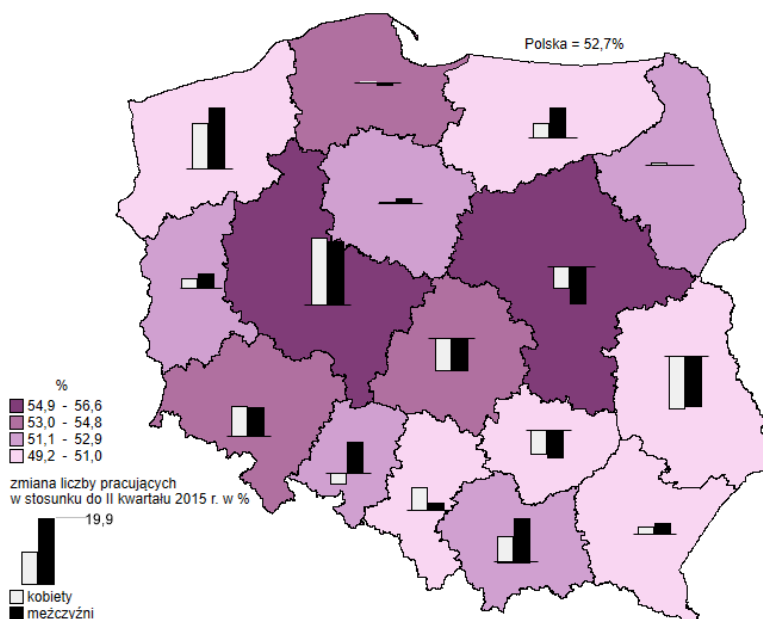 Polska = 52,7%
%
54,9 - 56,6
53,0 - 54,8
51,1 - 52,9
49,2 - 51,0
zmiana liczby pracujących
w stosunku do II kwartału 2015 r. w %
19,9
kobiety
mężczyźni